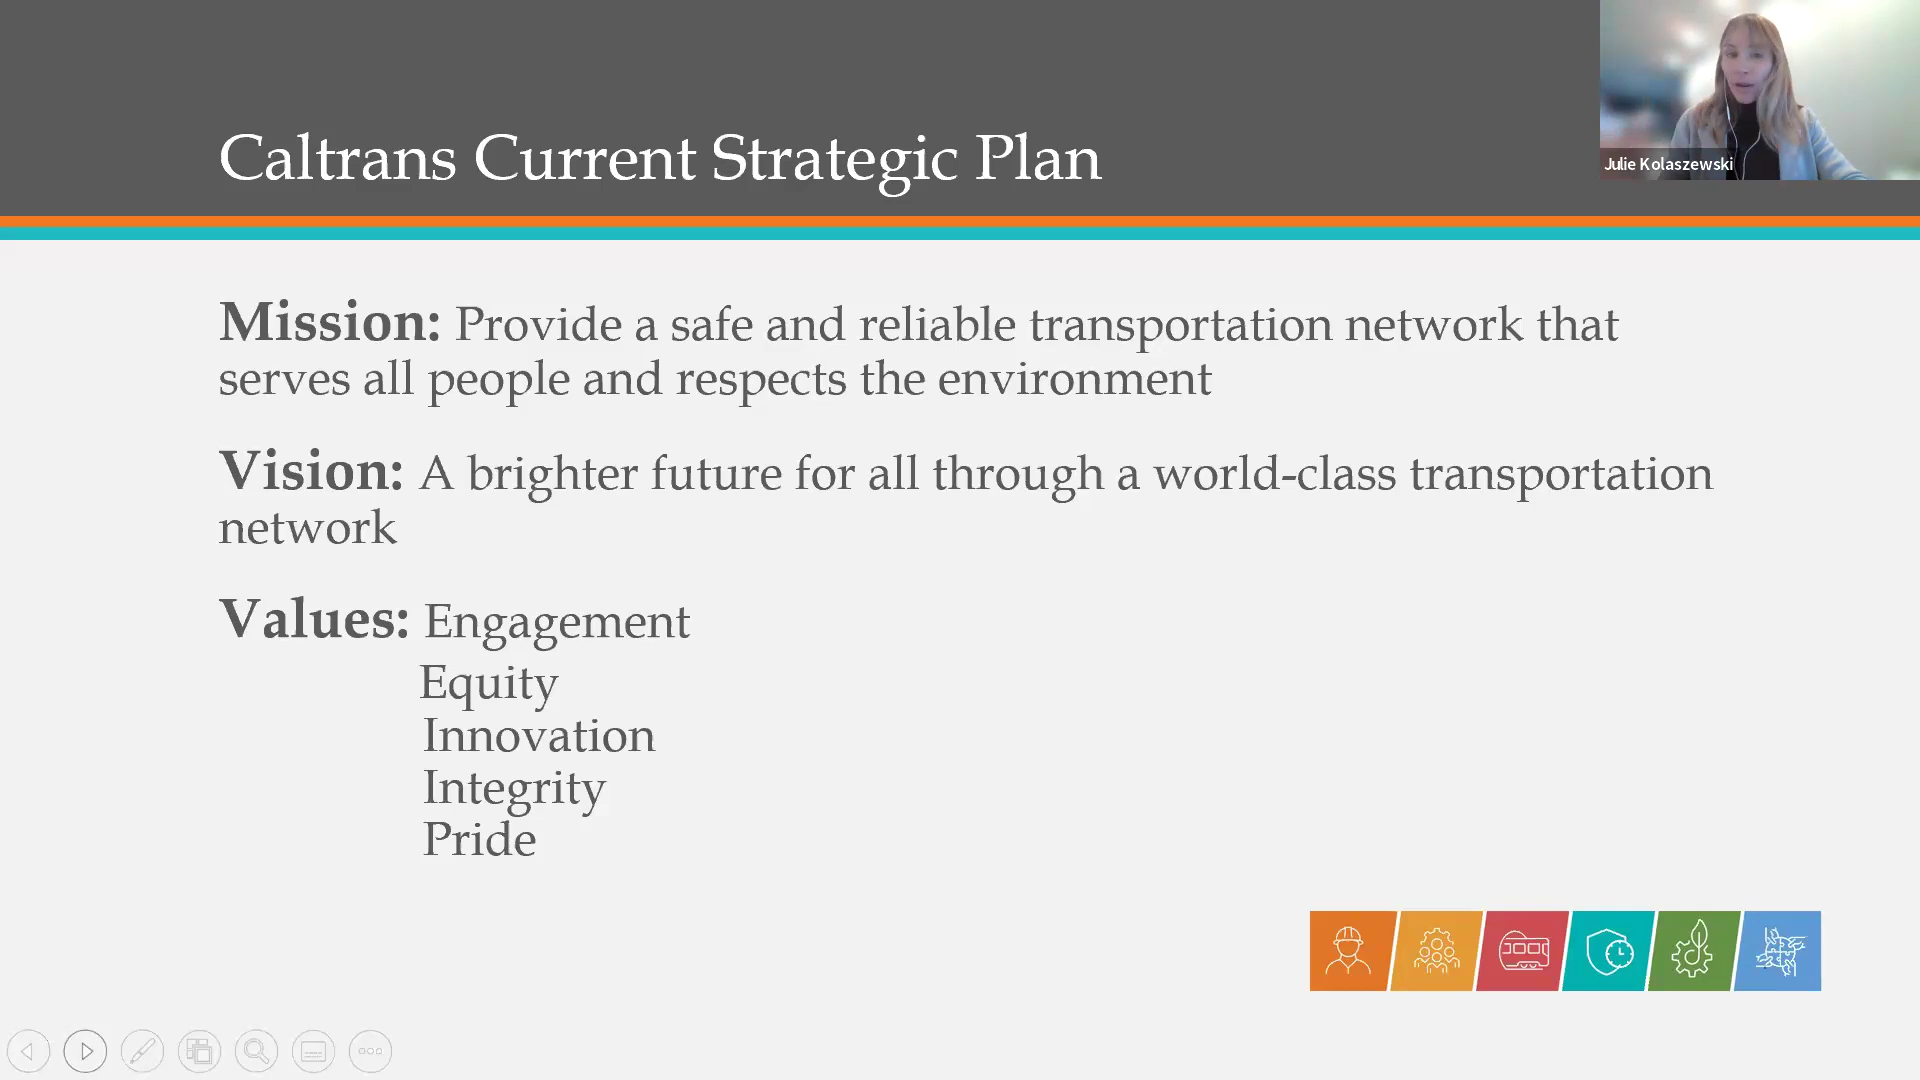 Caltrans Current Strategic Plan
Julie Kolaszewski
Mission: Provide a safe and reliable transportation network that
serves all people and respects the environment
Vision: A brighter future for all through a world-class transportation
network
Values: Engagement
Equity
Innovation
Integrity
Pride